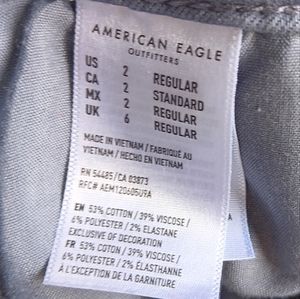 AMERICAN EAGLE
OUTFITTERS
US 2 REGULAR
CA 2 STANDARD
MX 2 REGULAR
UK 6 REGULAR
MADE IN VIETNAM / FABRIQUÉ AU
VIETNAM / HECHO EN VIETNAM
RN 54485/CA 03873
RFC# AEM120605U9A
EN 53% COTTON / 39% VISCOSE /
6% POLYESTER / 2% ELASTANE
EXCLUSIVE OF DECORATION
FR 53% COTON / 39% VISCOSE /
6% POLYESTER / 2% ÉLASTHANNE
À L'EXCEPTION DE LA GARNITURE